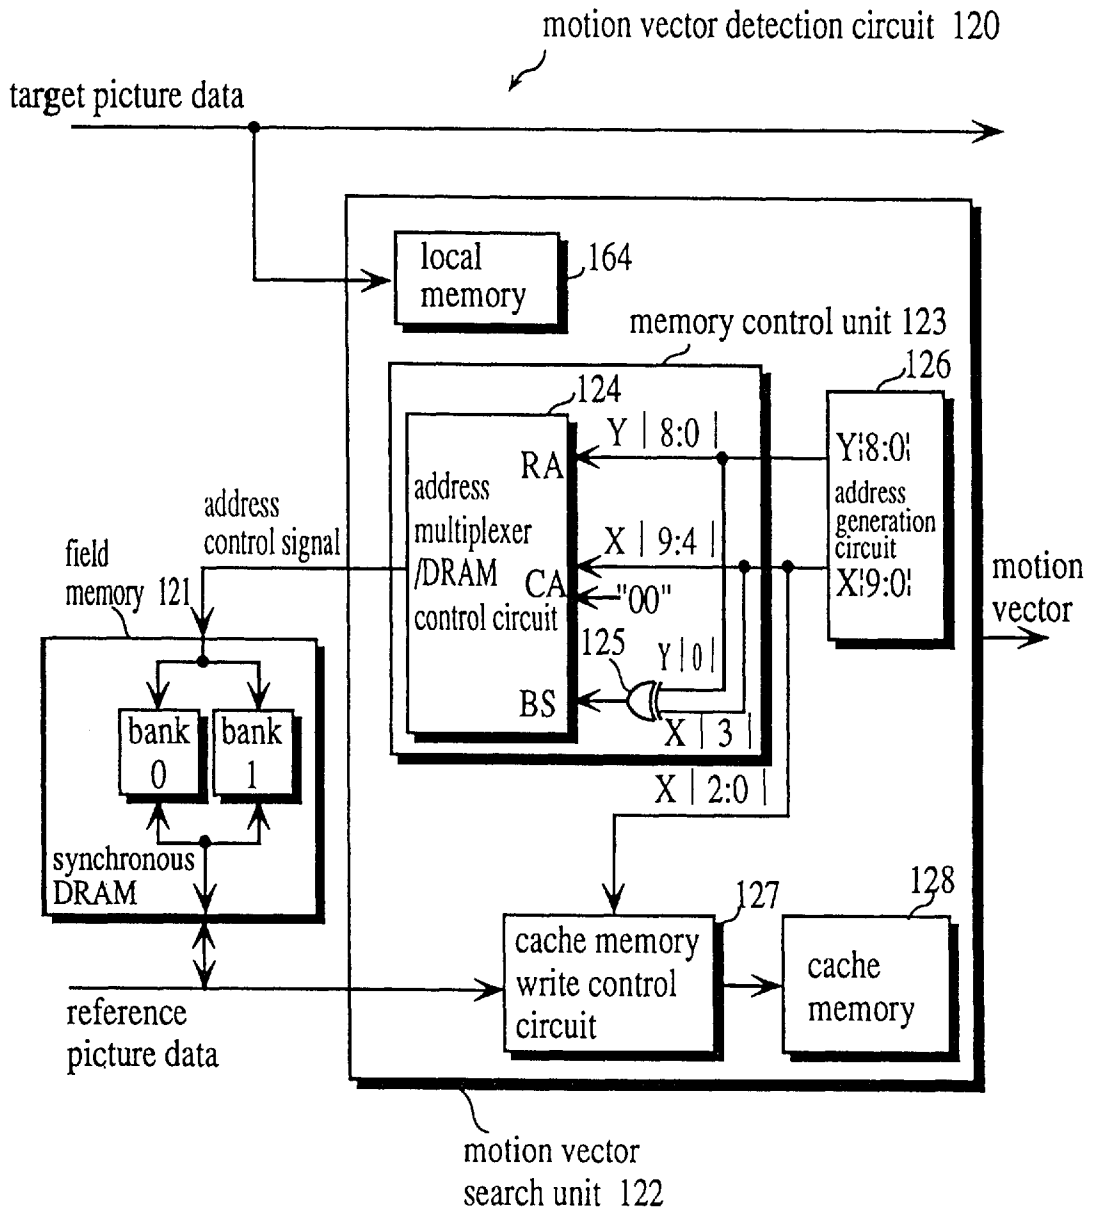 motion vector detection circuit 120
target picture data
local
memory
164
memory control unit 123
126
124
Y | 8:0 |
RA
Y¦8:0¦
address
generation
circuit
X¦9:0¦
address
multiplexer
/DRAM
control circuit
X | 9:4 |
CA
"00"
125
Y | 0 |
BS
X | 3 |
X | 2:0 |
address
control signal
field
memory 121
bank
0
bank
1
synchronous
DRAM
motion
vector
127
128
cache memory
write control
circuit
cache
memory
reference
picture data
motion vector
search unit 122